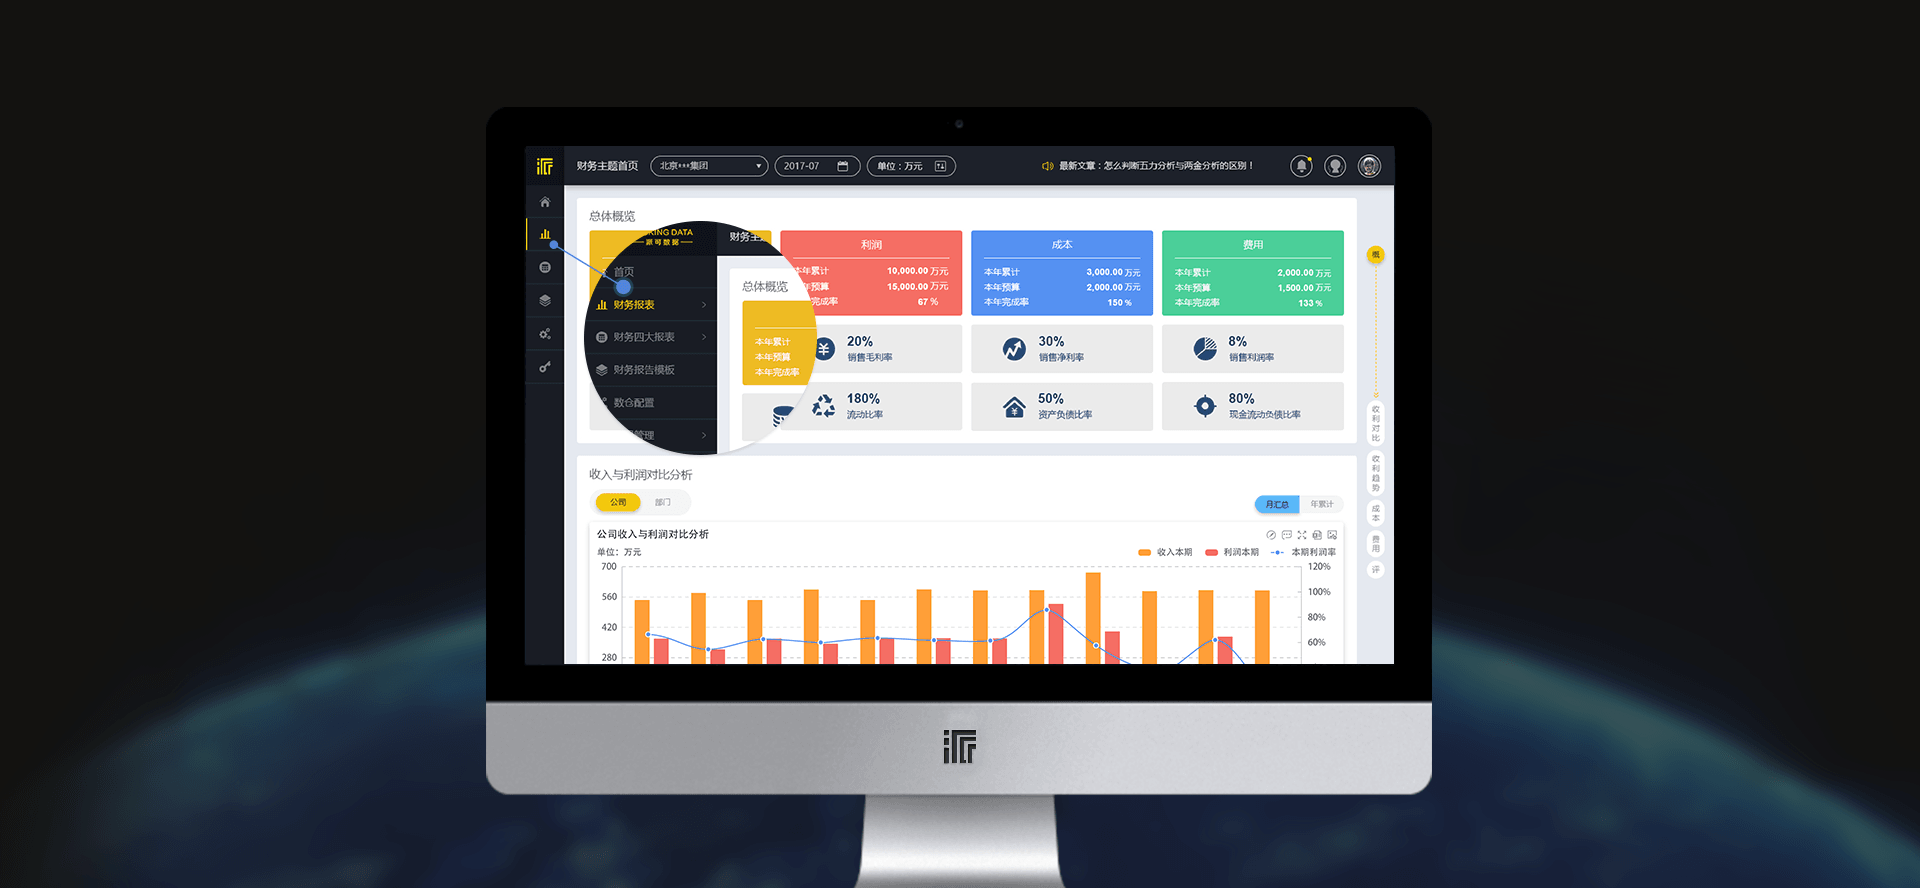 财务主题首页 北京***集团 2017-07 单位：万元 最新文章：怎么判断五力分析与两金分析的区别！
总体概览
KING DATA
派可数据
首页
财务报表
财务四大报表
财务报告模板
数仓配置
管理
财务主
总体概览
本年累计
本年预算
本年完成率
利润
本年累计 10,000.00 万元
年预算 15,000.00 万元
完成率 67 %
成本
本年累计 3,000.00 万元
本年预算 2,000.00 万元
本年完成率 150 %
费用
本年累计 2,000.00 万元
本年预算 1,500.00 万元
本年完成率 133 %
20%
销售毛利率
30%
销售净利率
8%
销售利润率
180%
流动比率
50%
资产负债比率
80%
现金流动负债比率
概
收利对比
收利趋势
成本
费用
评
收入与利润对比分析
公司 部门
月汇总 年累计
公司收入与利润对比分析
单位：万元
收入本期 利润本期 本期利润率
700
560
420
280
120%
100%
80%
60%